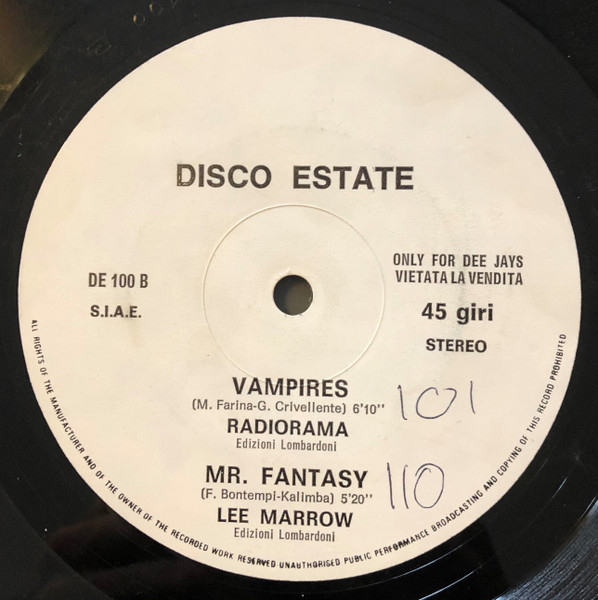 DISCO ESTATE
DE 100 B
S.I.A.E.
ONLY FOR DEE JAYS
VIETATA LA VENDITA
45 giri
STEREO
VAMPIRES
(M. Farina-G. Crivellente) 6'10"
101
RADIORAMA
Edizioni Lombardoni
MR. FANTASY
(F. Bontempi-Kalimba) 5'20"
110
LEE MARROW
Edizioni Lombardoni
ALL RIGHTS OF THE MANUFACTURER AND OF THE OWNER OF THE RECORDED WORK RESERVED UNAUTHORISED PUBLIC PERFORMANCE BROADCASTING AND COPYING OF THIS RECORD PROHIBITED